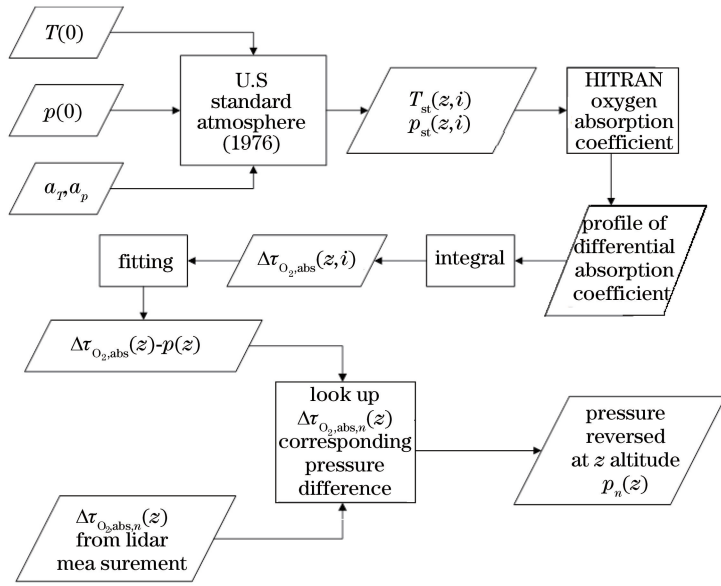 T(0)
p(0)
a_T,a_p
U.S
standard
atmosphere
(1976)
T_st(z,i)
p_st(z,i)
HITRAN
oxygen
absorption
coefficient
profile of
differential
absorption
coefficient
integral
Δτ_O₂,abs(z,i)
fitting
Δτ_O₂,abs(z)-p(z)
look up
Δτ_O₂,abs,n(z)
corresponding
pressure
difference
Δτ_O₂,abs,n(z)
from lidar
mea surement
pressure
reversed
at z altitude
p_n(z)